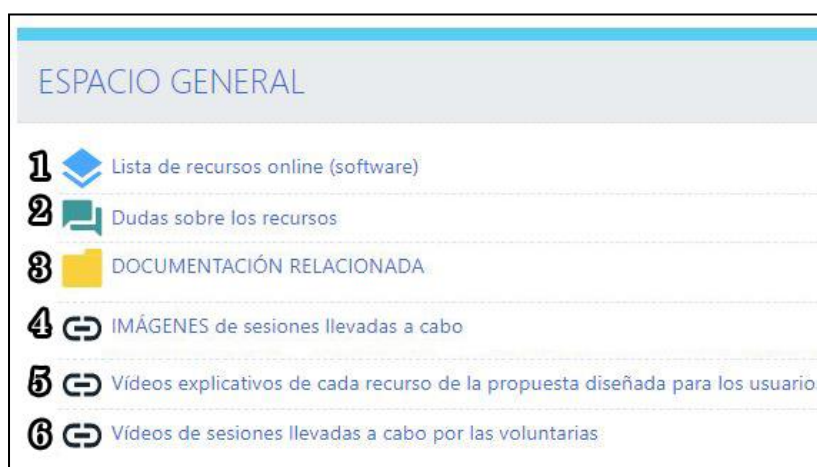 ESPACIO GENERAL
1 Lista de recursos online (software)
2 Dudas sobre los recursos
3 DOCUMENTACIÓN RELACIONADA
4 IMÁGENES de sesiones llevadas a cabo
5 Vídeos explicativos de cada recurso de la propuesta diseñada para los usuario
6 Vídeos de sesiones llevadas a cabo por las voluntarias